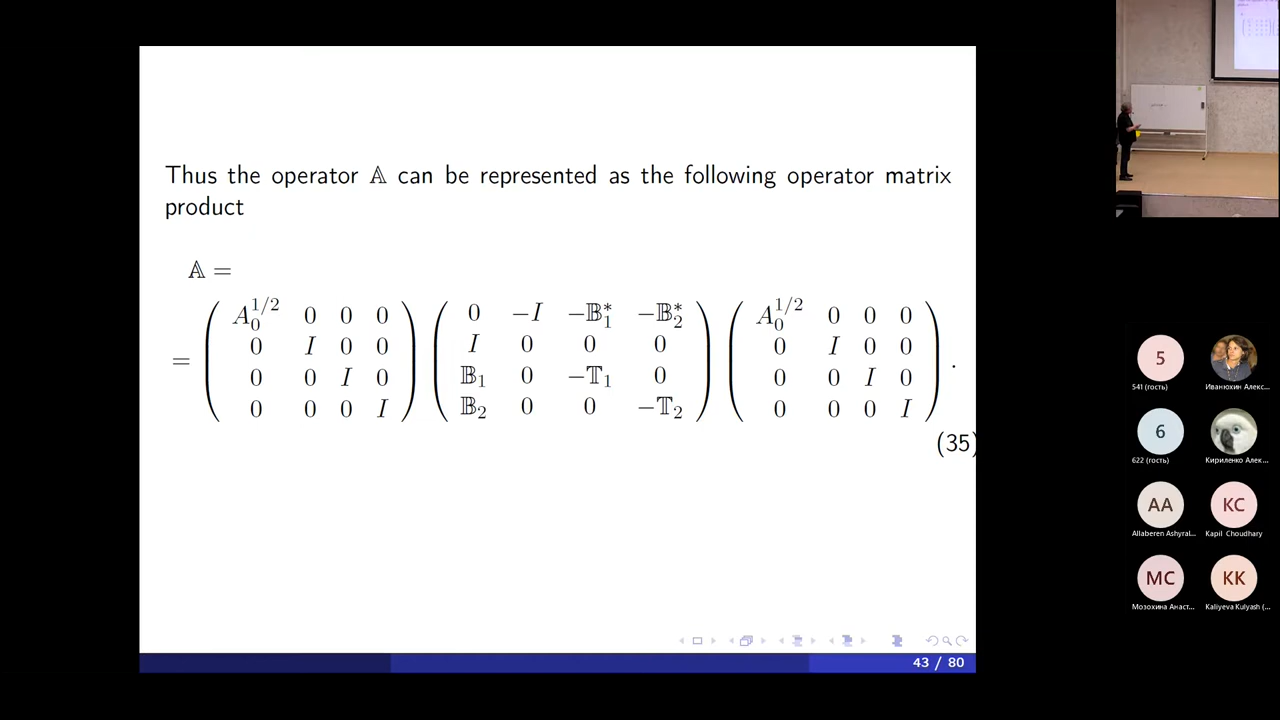 Thus the operator 𝔸 can be represented as the following operator matrix
product
𝔸 =
= ( A_0^{1/2} 0 0 0 ) ( 0 −I −𝔹_1^* −𝔹_2^* ) ( A_0^{1/2} 0 0 0 )
( 0 I 0 0 ) ( I 0 0 0 ) ( 0 I 0 0 )
( 0 0 I 0 ) ( 𝔹_1 0 −𝕋_1 0 ) ( 0 0 I 0 )
( 0 0 0 I ) ( 𝔹_2 0 0 −𝕋_2 ) ( 0 0 0 I ) .
(35)
43 / 80
5
541 (гость)
Иванюхин Алекс...
6
622 (гость)
Кириленко Алек...
AA
Allaberen Ashyral...
KC
Kapil Choudhary
МС
Мозохина Анаст...
KK
Kaliyeva Kulyash (...